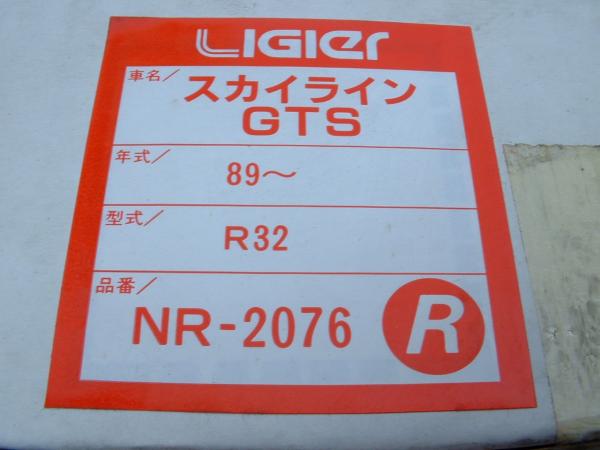 LIGIER
車名/ スカイライン
GTS
年式/ 89〜
型式/ R32
品番/ NR-2076 R